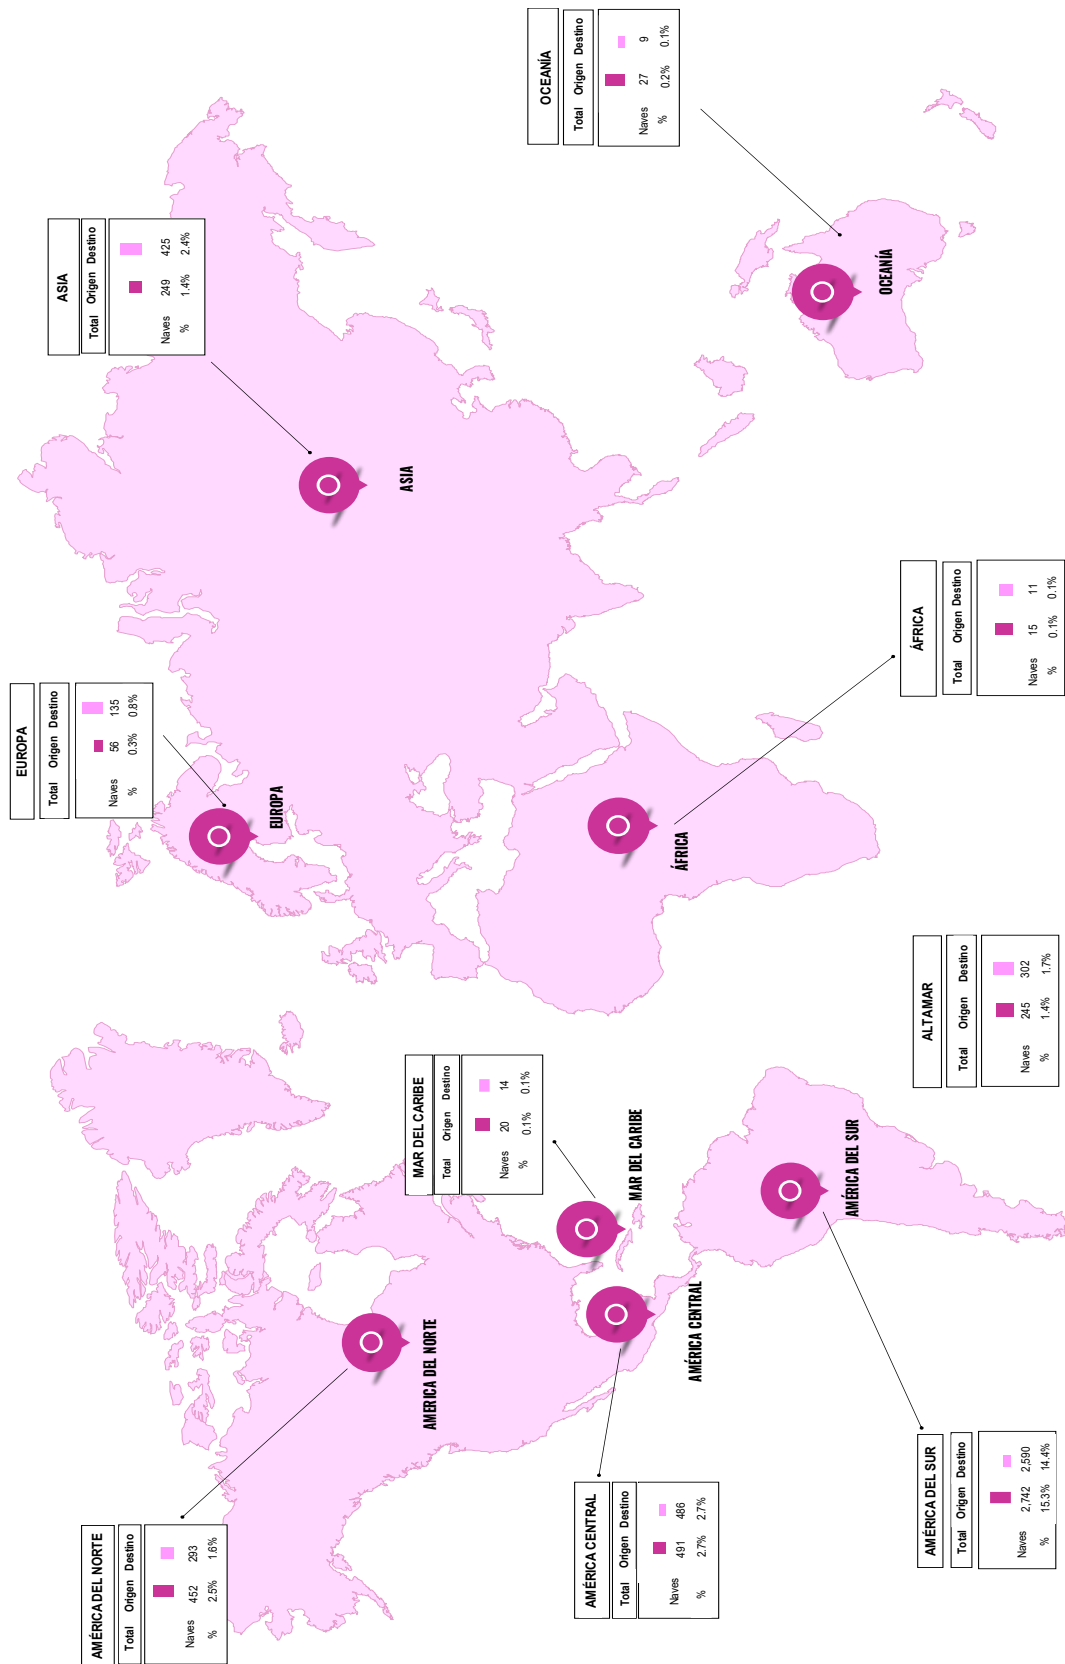 EUROPA
Total Origen Destino
Naves 56 135
% 0.3% 0.8%
ASIA
Total Origen Destino
Naves 249 425
% 1.4% 2.4%
OCEANÍA
Total Origen Destino
Naves 27 9
% 0.2% 0.1%
AMÉRICA DEL NORTE
Total Origen Destino
Naves 452 293
% 2.5% 1.6%
MAR DEL CARIBE
Total Origen Destino
Naves 20 14
% 0.1% 0.1%
AMÉRICA CENTRAL
Total Origen Destino
Naves 491 486
% 2.7% 2.7%
ÁFRICA
Total Origen Destino
Naves 15 11
% 0.1% 0.1%
ALTAMAR
Total Origen Destino
Naves 245 302
% 1.4% 1.7%
AMÉRICA DEL SUR
Total Origen Destino
Naves 2,742 2,590
% 15.3% 14.4%
EUROPA
ASIA
AMERICA DEL NORTE
MAR DEL CARIBE
AMÉRICA CENTRAL
ÁFRICA
AMÉRICA DEL SUR
OCEANÍA